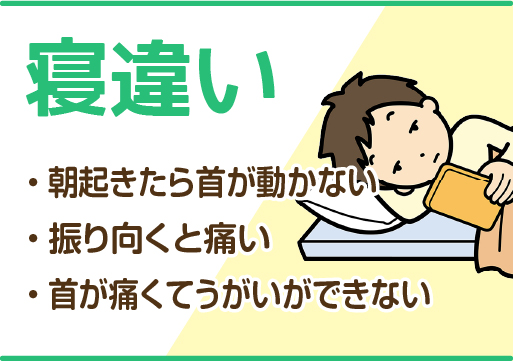 寝違い
・朝起きたら首が動かない
・振り向くと痛い
・首が痛くてうがいができない